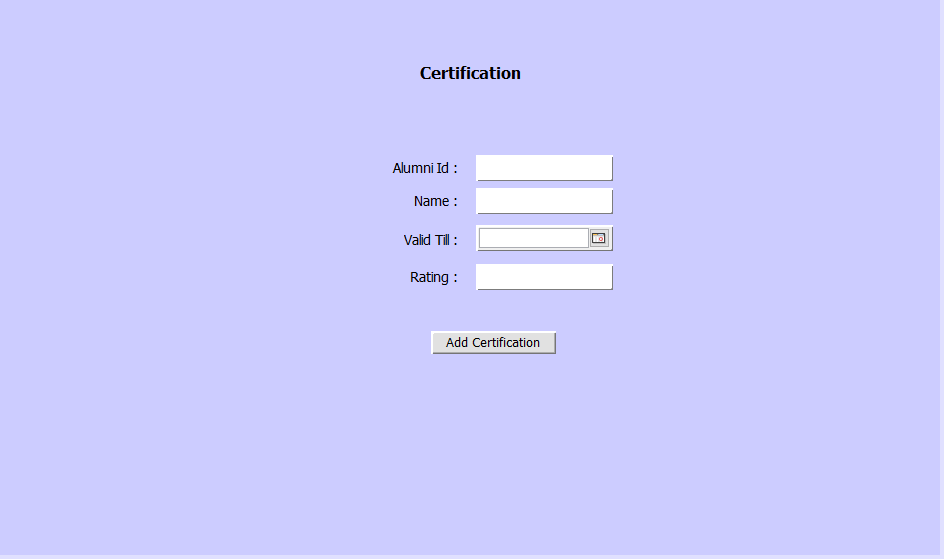 Certification
Alumni Id :
Name :
Valid Till :
Rating :
Add Certification